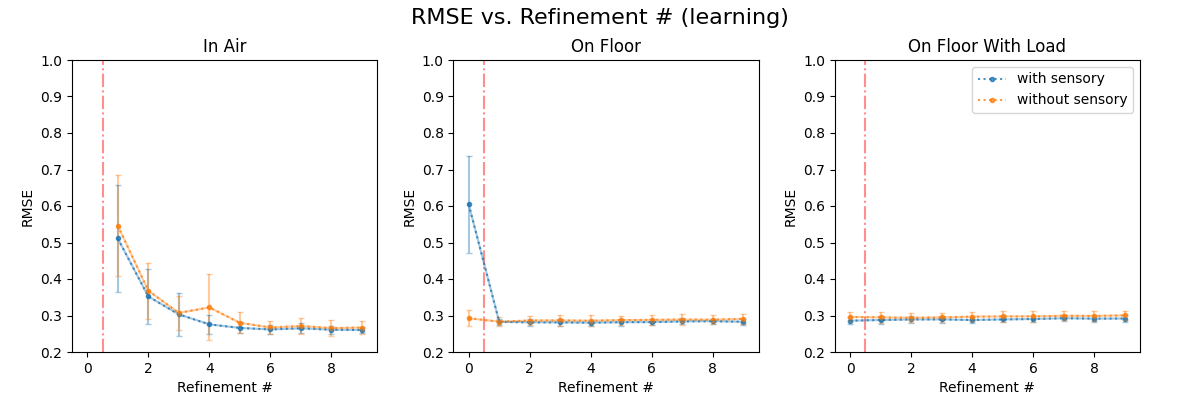 RMSE vs. Refinement # (learning)
In Air
1.0
0.9
0.8
0.7
0.6
0.5
0.4
0.3
0.2
RMSE
0 2 4 6 8
Refinement #
On Floor
1.0
0.9
0.8
0.7
0.6
0.5
0.4
0.3
0.2
RMSE
0 2 4 6 8
Refinement #
On Floor With Load
with sensory
without sensory
1.0
0.9
0.8
0.7
0.6
0.5
0.4
0.3
0.2
RMSE
0 2 4 6 8
Refinement #